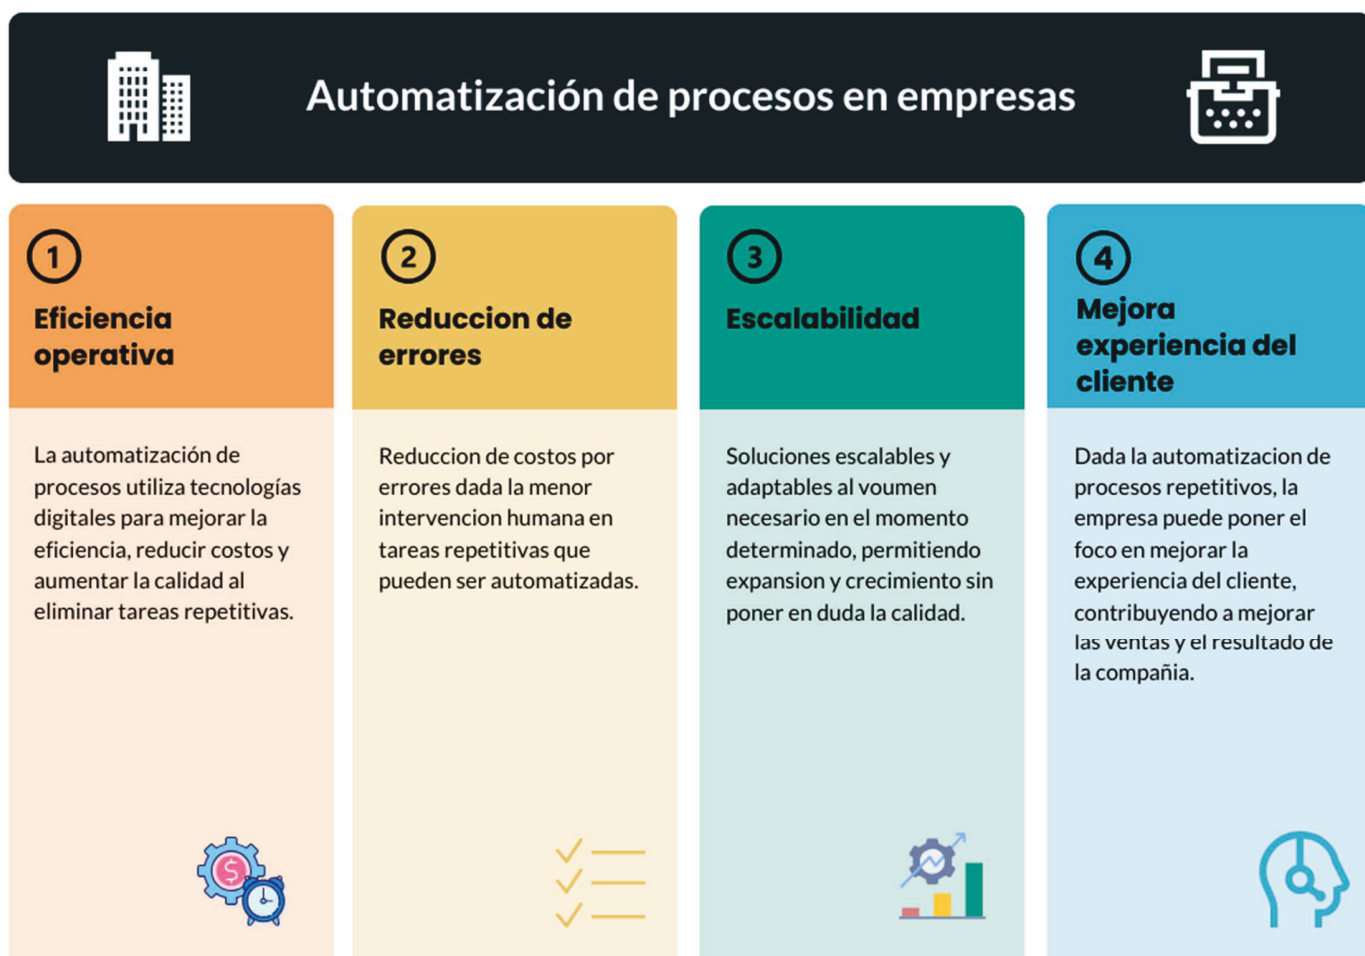 Automatización de procesos en empresas
1
Eficiencia
operativa
La automatización de
procesos utiliza tecnologías
digitales para mejorar la
eficiencia, reducir costos y
aumentar la calidad al
eliminar tareas repetitivas.
$
2
Reduccion de
errores
Reduccion de costos por
errores dada la menor
intervencion humana en
tareas repetitivas que
pueden ser automatizadas.
3
Escalabilidad
Soluciones escalables y
adaptables al voumen
necesario en el momento
determinado, permitiendo
expansion y crecimiento sin
poner en duda la calidad.
4
Mejora
experiencia del
cliente
Dada la automatizacion de
procesos repetitivos, la
empresa puede poner el
foco en mejorar la
experiencia del cliente,
contribuyendo a mejorar
las ventas y el resultado de
la compañia.